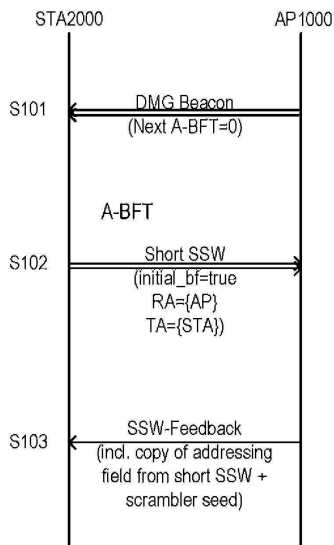 STA2000 AP1000
S101
DMG Beacon
(Next A-BFT=0)
A-BFT
S102
Short SSW
(initial_bf=true
RA={AP}
TA={STA})
S103
SSW-Feedback
(incl. copy of addressing
field from short SSW +
scrambler seed)